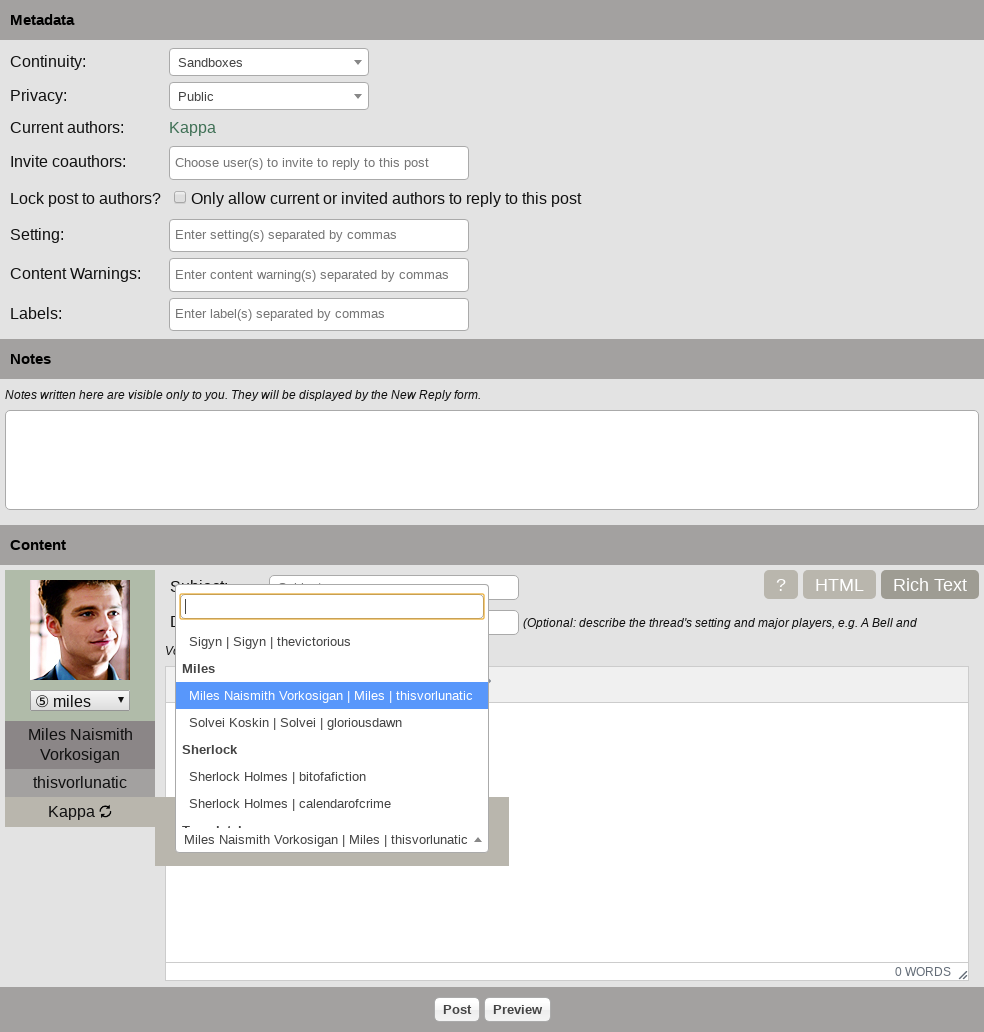 Metadata
Continuity: Sandboxes
Privacy: Public
Current authors: Kappa
Invite coauthors: Choose user(s) to invite to reply to this post
Lock post to authors? Only allow current or invited authors to reply to this post
Setting: Enter setting(s) separated by commas
Content Warnings: Enter content warning(s) separated by commas
Labels: Enter label(s) separated by commas
Notes
Notes written here are visible only to you. They will be displayed by the New Reply form.
Content
? HTML Rich Text
(Optional: describe the thread's setting and major players, e.g. A Bell and
Sigyn | Sigyn | thevictorious
Miles
Miles Naismith Vorkosigan | Miles | thisvorlunatic
Solvei Koskin | Solvei | gloriousdawn
Sherlock
Sherlock Holmes | bitofafiction
Sherlock Holmes | calendarofcrime
Miles Naismith Vorkosigan | Miles | thisvorlunatic
⑤ miles
Miles Naismith
Vorkosigan
thisvorlunatic
Kappa
0 WORDS
Post Preview